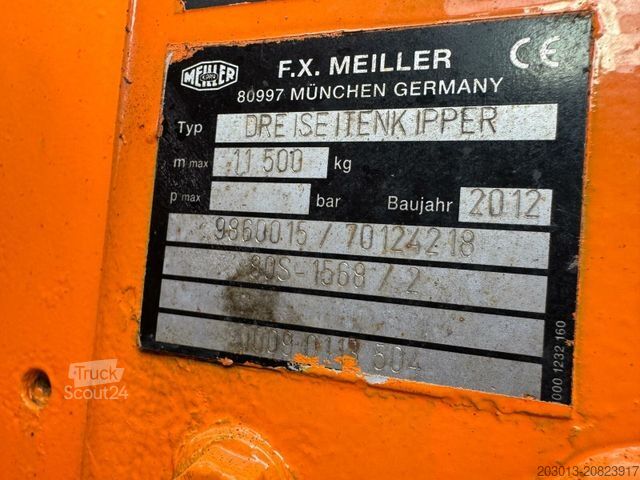 MEILLER
F.X. MEILLER
CE
80997 MÜNCHEN GERMANY
Typ DREISEITENKIPPER
m max 11 500 kg
p max bar Baujahr 2012
9860015 / 70124218
80S-1568 / 2
504
000 1232 160
Truck
Scout24
203013-20823917